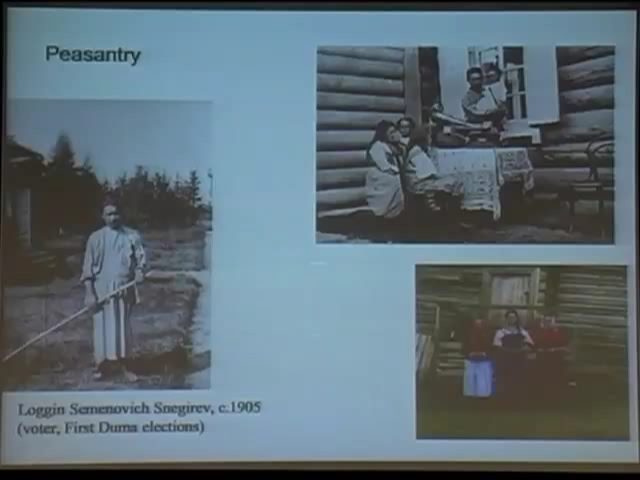 Peasantry
Loggin Semenovich Snegirev, c.1905
(voter, First Duma elections)